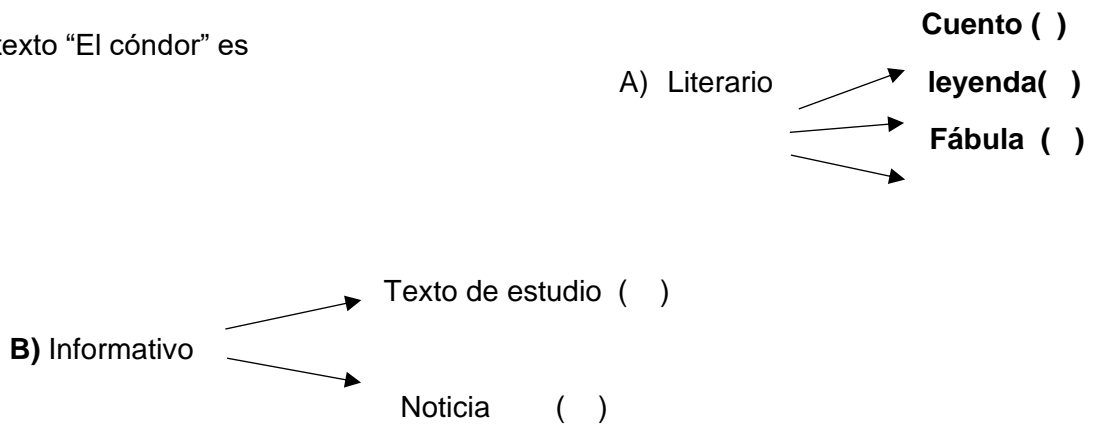 texto “El cóndor” es
Cuento ( )
A) Literario
leyenda( )
Fábula ( )
Texto de estudio ( )
B) Informativo
Noticia ( )